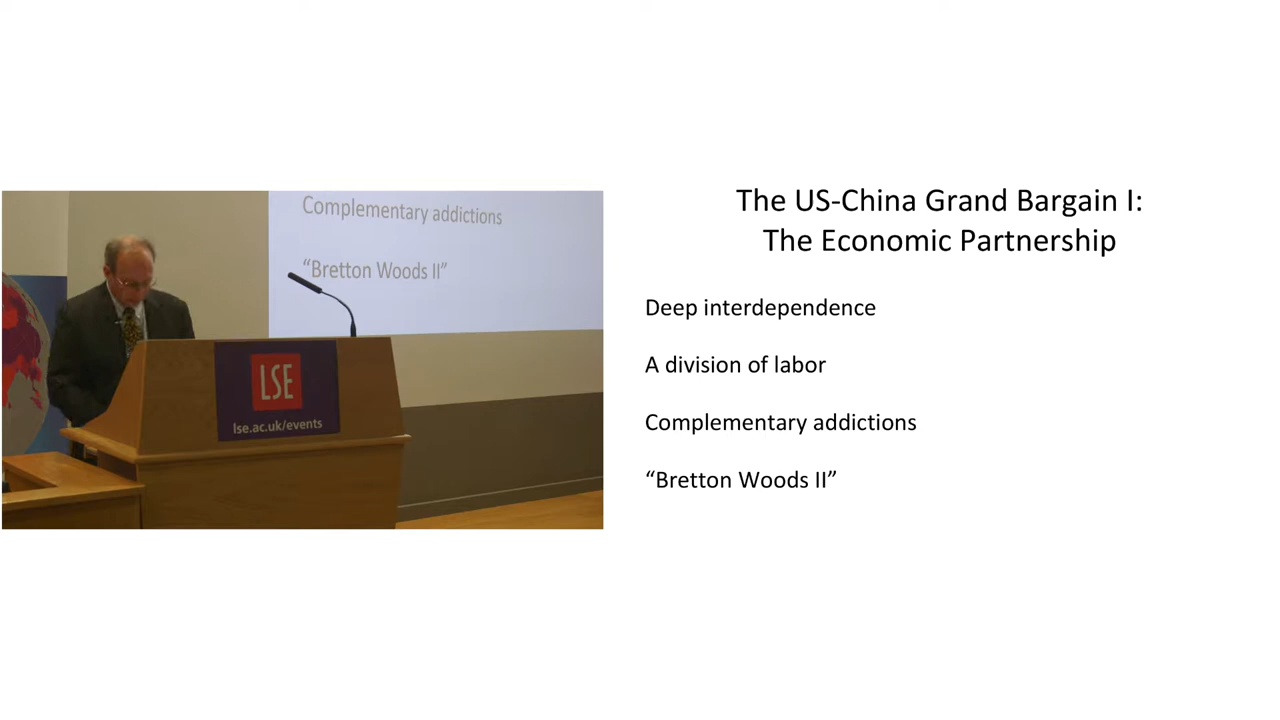 Complementary addictions
“Bretton Woods II”
LSE
lse.ac.uk/events
The US-China Grand Bargain I:
The Economic Partnership
Deep interdependence
A division of labor
Complementary addictions
“Bretton Woods II”